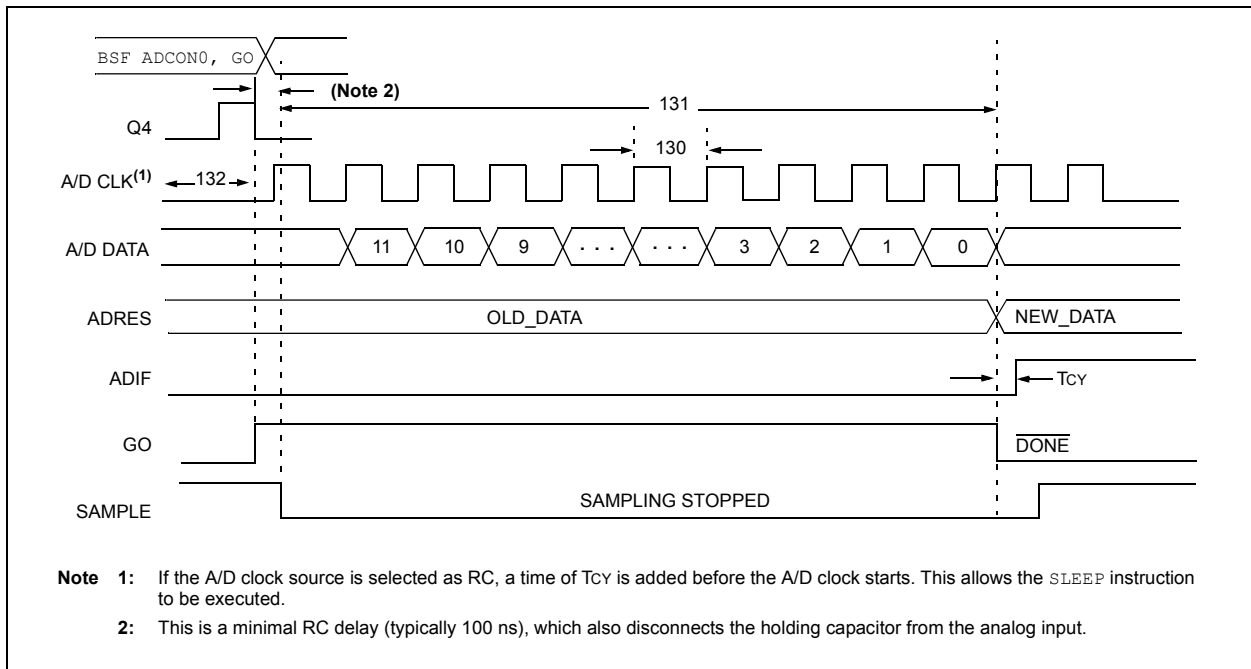 BSF ADCON0, GO
(Note 2)
131
Q4
130
A/D CLK(1)
132
A/D DATA
11 10 9 . . . . . . 3 2 1 0
ADRES
OLD_DATA
NEW_DATA
ADIF
TCY
GO
DONE
SAMPLE
SAMPLING STOPPED
Note 1: If the A/D clock source is selected as RC, a time of TCY is added before the A/D clock starts. This allows the SLEEP instruction
to be executed.
2: This is a minimal RC delay (typically 100 ns), which also disconnects the holding capacitor from the analog input.